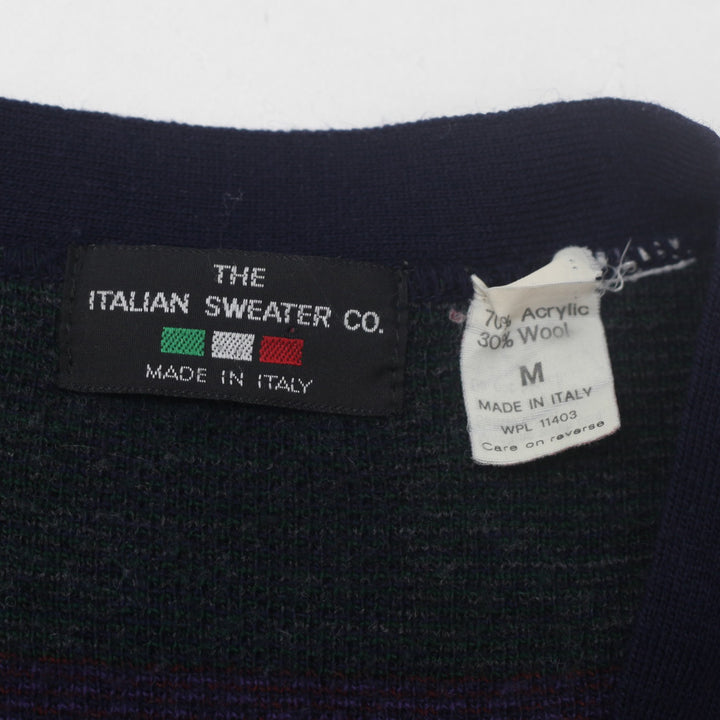 THE
ITALIAN SWEATER CO.
MADE IN ITALY
70% Acrylic
30% Wool
M
MADE IN ITALY
WPL 11403
Care on reverse